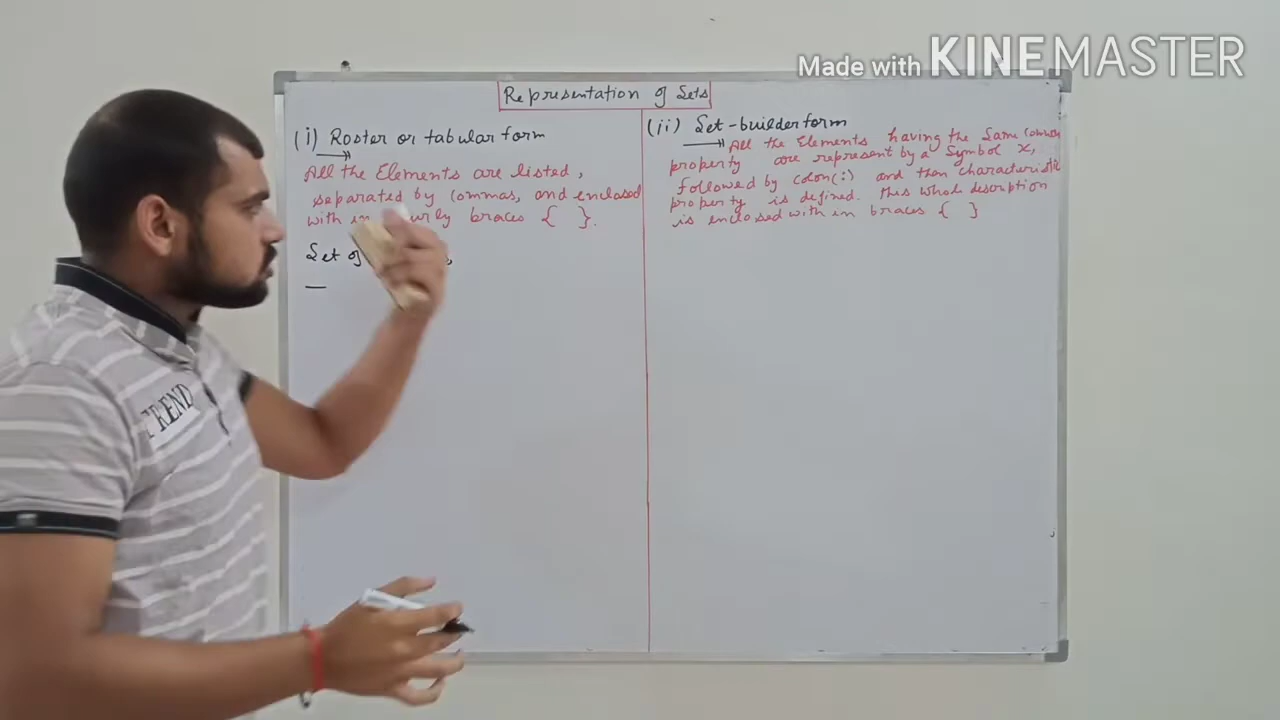 Made with KINEMASTER
Representation of Sets
(i) Roster or tabular form
All the Elements are listed,
separated by commas, and enclosed
with in curly braces { }.
Set of
(ii) Set-builder form
All the Elements having the Same Common
property are represent by a Symbol x,
followed by colon(:) and then characteristic
property is defined. this whole desorption
is enclosed with in braces { }
TREND